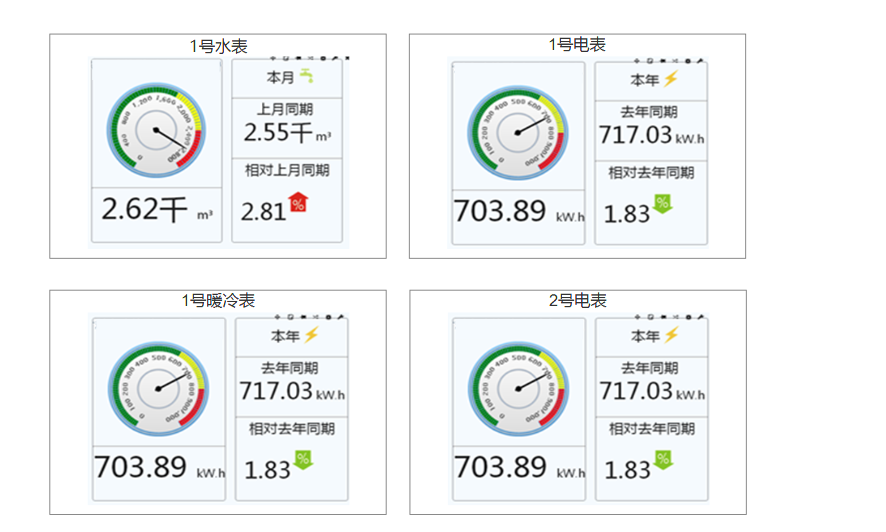 1号水表
本月
上月同期
2.55千 m³
相对上月同期
2.81 %
0 400 800 1,200 1,600 2,000 2,400 2,800
2.62千 m³
1号电表
本年
去年同期
717.03 kW.h
相对去年同期
1.83 %
0 100 200 300 400 500 600 700 800 900 1,000
703.89 kW.h
1号暖冷表
本年
去年同期
717.03 kW.h
相对去年同期
1.83 %
0 100 200 300 400 500 600 700 800 900 1,000
703.89 kW.h
2号电表
本年
去年同期
717.03 kW.h
相对去年同期
1.83 %
0 100 200 300 400 500 600 700 800 900 1,000
703.89 kW.h